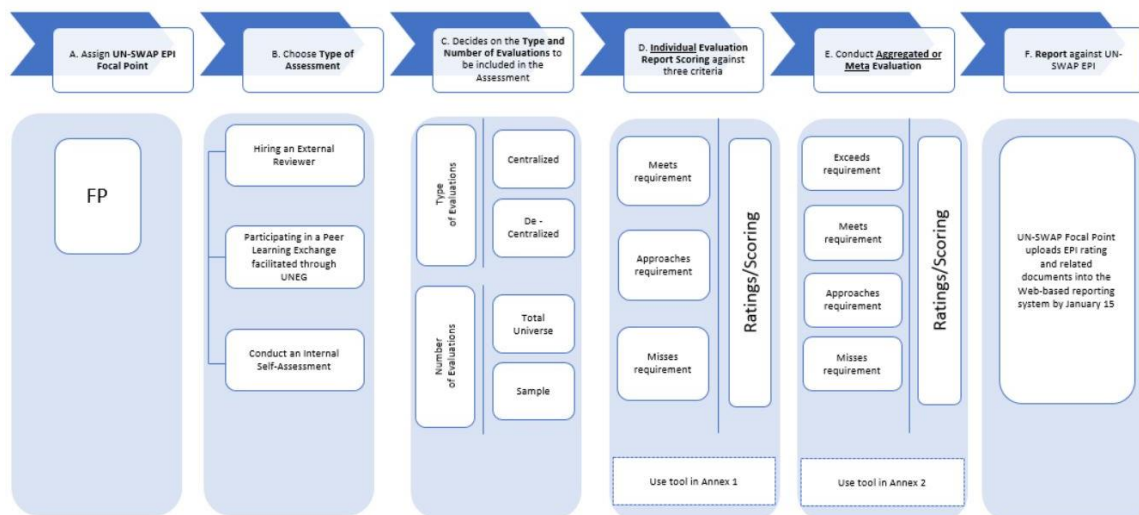 A. Assign UN-SWAP EPI
Focal Point
B. Choose Type of
Assessment
C. Decides on the Type and
Number of Evaluations to
be included in the
Assessment
D. Individual Evaluation
Report Scoring against
three criteria
E. Conduct Aggregated or
Meta Evaluation
F. Report against UN-
SWAP EPI
FP
Hiring an External
Reviewer
Participating in a Peer
Learning Exchange
facilitated through
UNEG
Conduct an Internal
Self-Assessment
Type
of Evaluations
Centralized
De -
Centralized
Number
of Evaluations
Total
Universe
Sample
Meets
requirement
Approaches
requirement
Misses
requirement
Ratings/Scoring
Use tool in Annex 1
Exceeds
requirement
Meets
requirement
Approaches
requirement
Misses
requirement
Ratings/Scoring
Use tool in Annex 2
UN-SWAP Focal Point
uploads EPI rating
and related
documents into the
Web-based reporting
system by January 15